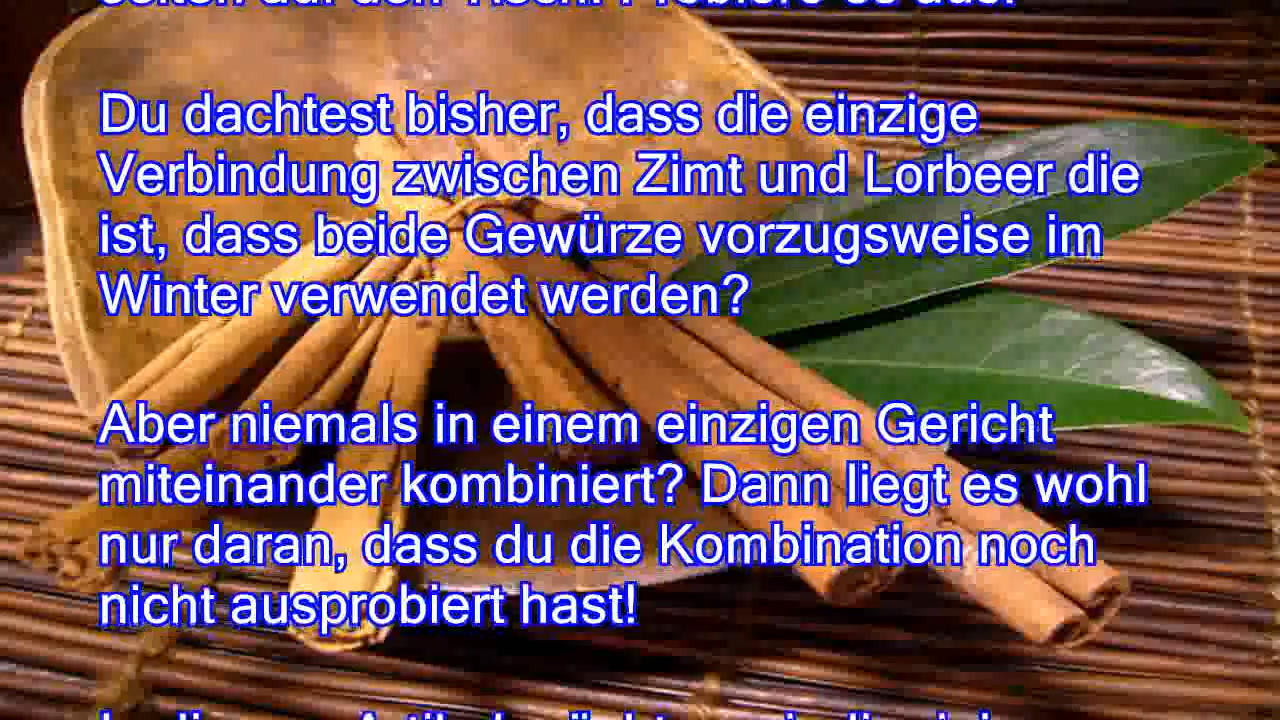 Du dachtest bisher, dass die einzige
Verbindung zwischen Zimt und Lorbeer die
ist, dass beide Gewürze vorzugsweise im
Winter verwendet werden?
Aber niemals in einem einzigen Gericht
miteinander kombiniert? Dann liegt es wohl
nur daran, dass du die Kombination noch
nicht ausprobiert hast!